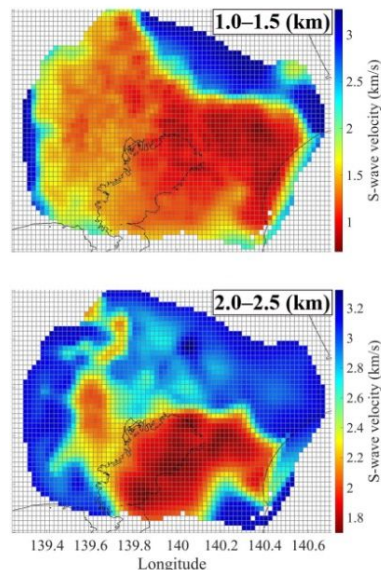 1.0–1.5 (km)
3
2.5
2
1.5
1
S-wave velocity (km/s)
2.0–2.5 (km)
3.2
3
2.8
2.6
2.4
2.2
2
1.8
S-wave velocity (km/s)
139.4 139.6 139.8 140 140.2 140.4 140.6
Longitude